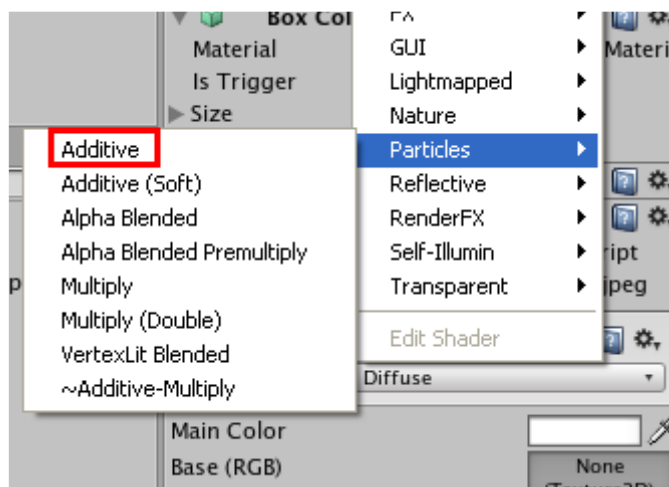 Box Col
FX
Material
GUI
Materi
Is Trigger
Lightmapped
Size
Nature
Additive
Particles
Additive (Soft)
Reflective
Alpha Blended
RenderFX
Alpha Blended Premultiply
Self-Illumin
ript
p
Multiply
Transparent
jpeg
Multiply (Double)
Edit Shader
VertexLit Blended
~Additive-Multiply
Diffuse
Main Color
Base (RGB)
None